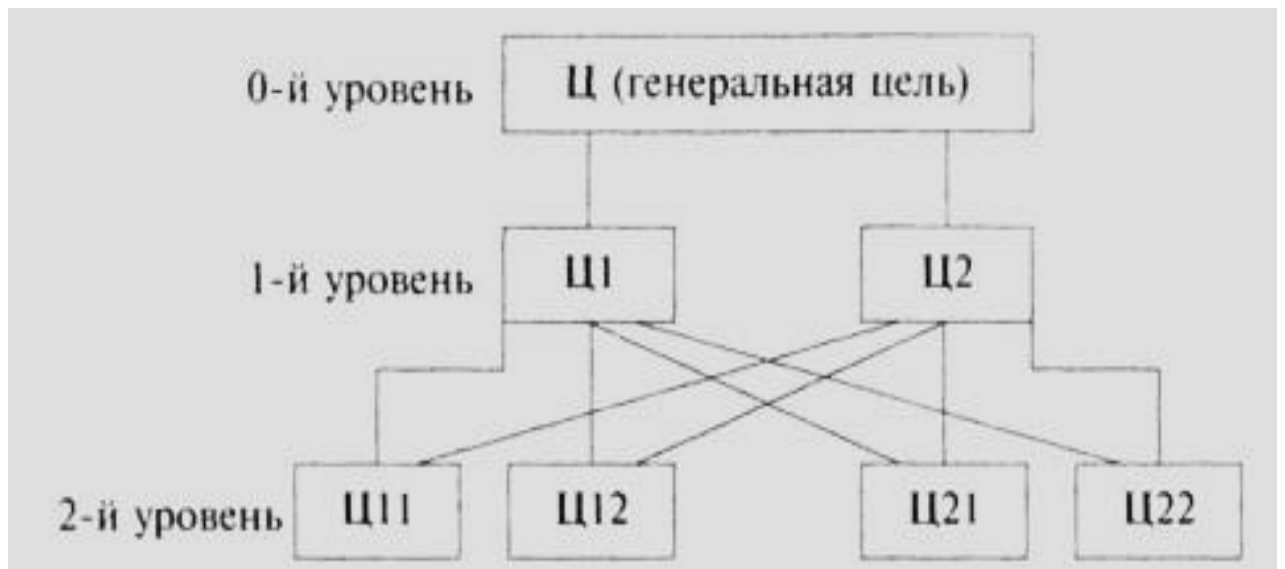 0-й уровень Ц (генеральная цель)
1-й уровень Ц1 Ц2
2-й уровень Ц11 Ц12 Ц21 Ц22